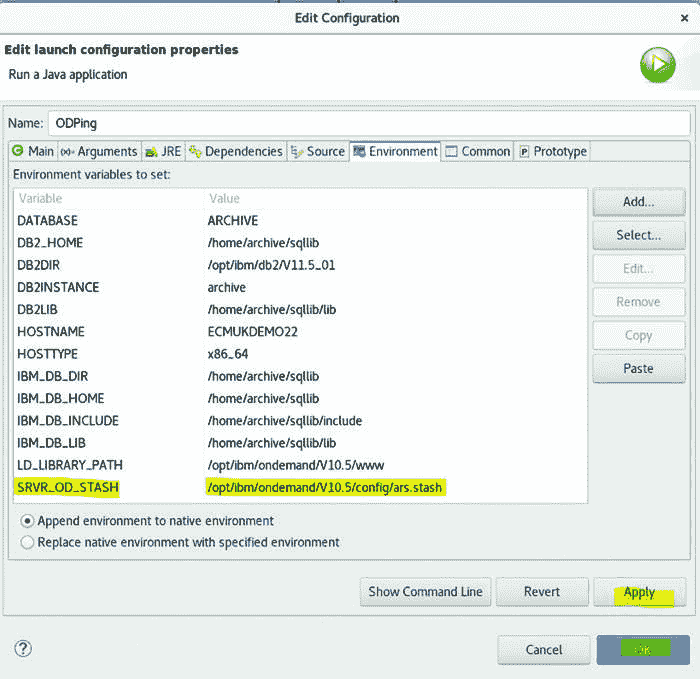 Edit Configuration
Edit launch configuration properties
Run a Java application
Name: ODPing
Main Arguments JRE Dependencies Source Environment Common Prototype
Environment variables to set:
Variable Value
DATABASE ARCHIVE
DB2_HOME /home/archive/sqllib
DB2DIR /opt/ibm/db2/V11.5_01
DB2INSTANCE archive
DB2LIB /home/archive/sqllib/lib
HOSTNAME ECMUKDEMO22
HOSTTYPE x86_64
IBM_DB_DIR /home/archive/sqllib
IBM_DB_HOME /home/archive/sqllib
IBM_DB_INCLUDE /home/archive/sqllib/include
IBM_DB_LIB /home/archive/sqllib/lib
LD_LIBRARY_PATH /opt/ibm/ondemand/V10.5/www
SRVR_OD_STASH /opt/ibm/ondemand/V10.5/config/ars.stash
Add...
Select...
Edit...
Remove
Copy
Paste
Append environment to native environment
Replace native environment with specified environment
Show Command Line Revert Apply
Cancel OK